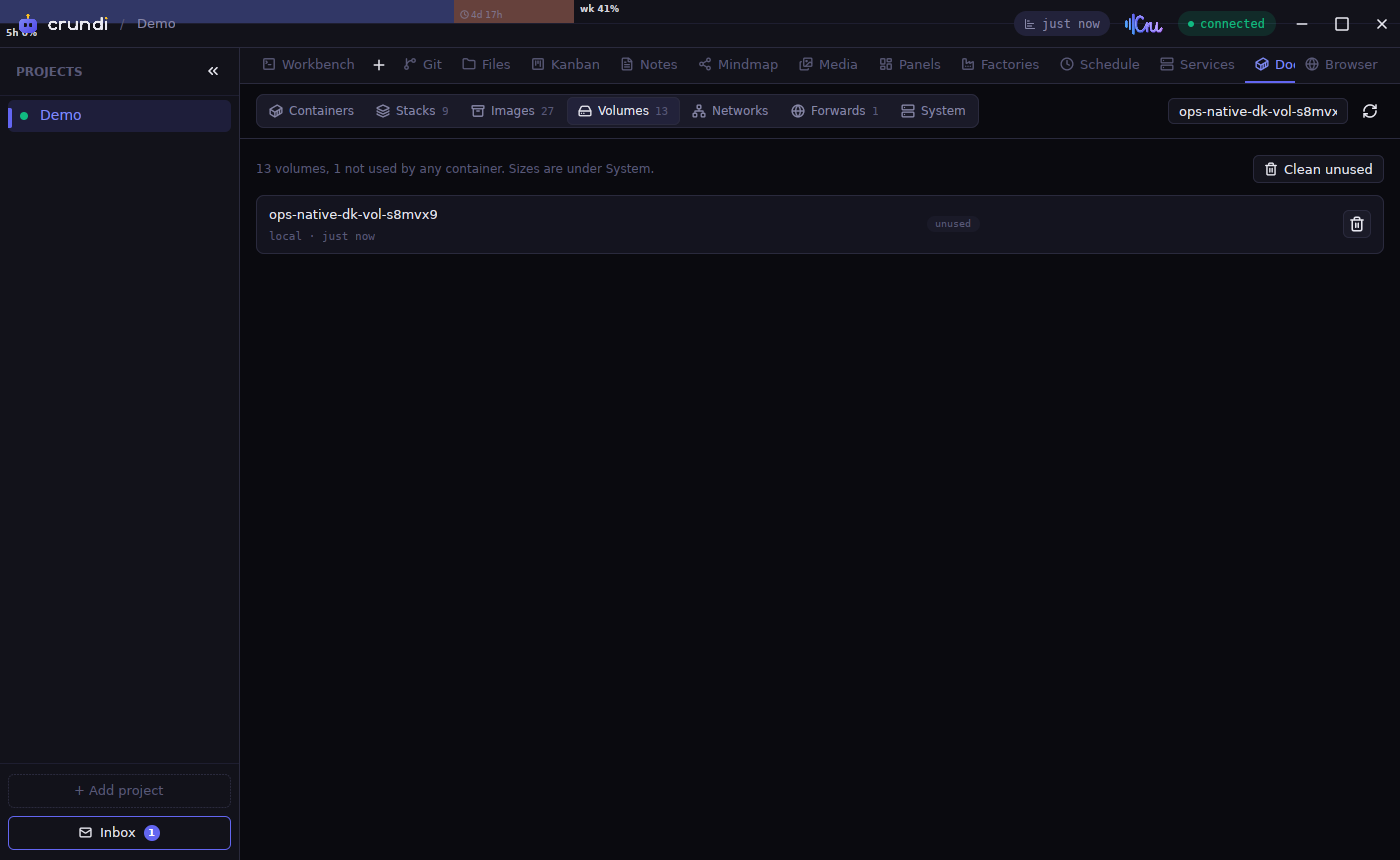 4d 17h
wk 41%
crundi / Demo
just now
Cru
connected
PROJECTS
Workbench
Git
Files
Kanban
Notes
Mindmap
Media
Panels
Factories
Schedule
Services
Browser
Demo
Containers
Stacks 9
Images 27
Volumes 13
Networks
Forwards 1
System
ops-native-dk-vol-s8mvx
13 volumes, 1 not used by any container. Sizes are under System.
Clean unused
ops-native-dk-vol-s8mvx9
local · just now
unused
+ Add project
Inbox 1